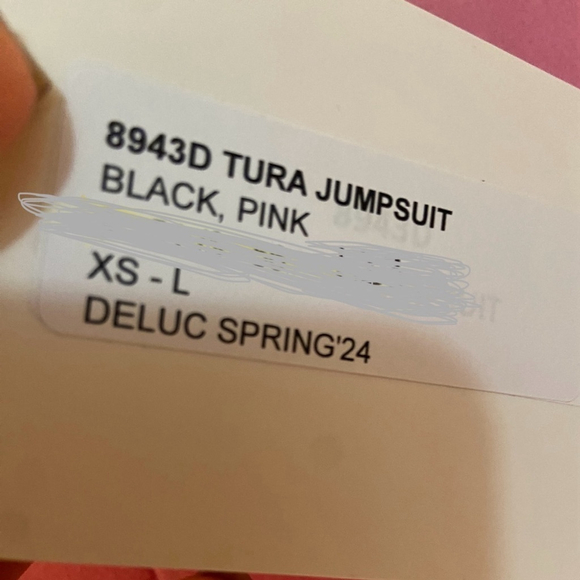 8943D TURA JUMPSUIT
BLACK, PINK
XS - L
DELUC SPRING'24